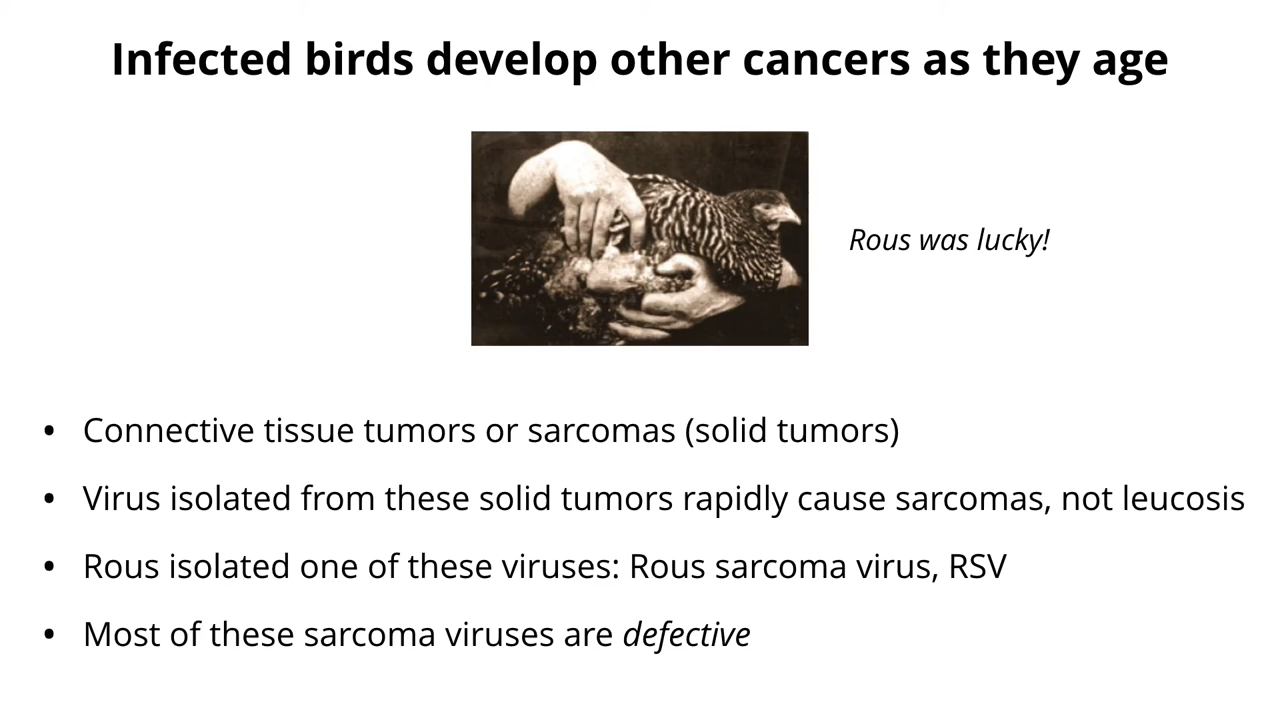 Infected birds develop other cancers as they age
Rous was lucky!
• Connective tissue tumors or sarcomas (solid tumors)
• Virus isolated from these solid tumors rapidly cause sarcomas, not leucosis
• Rous isolated one of these viruses: Rous sarcoma virus, RSV
• Most of these sarcoma viruses are defective